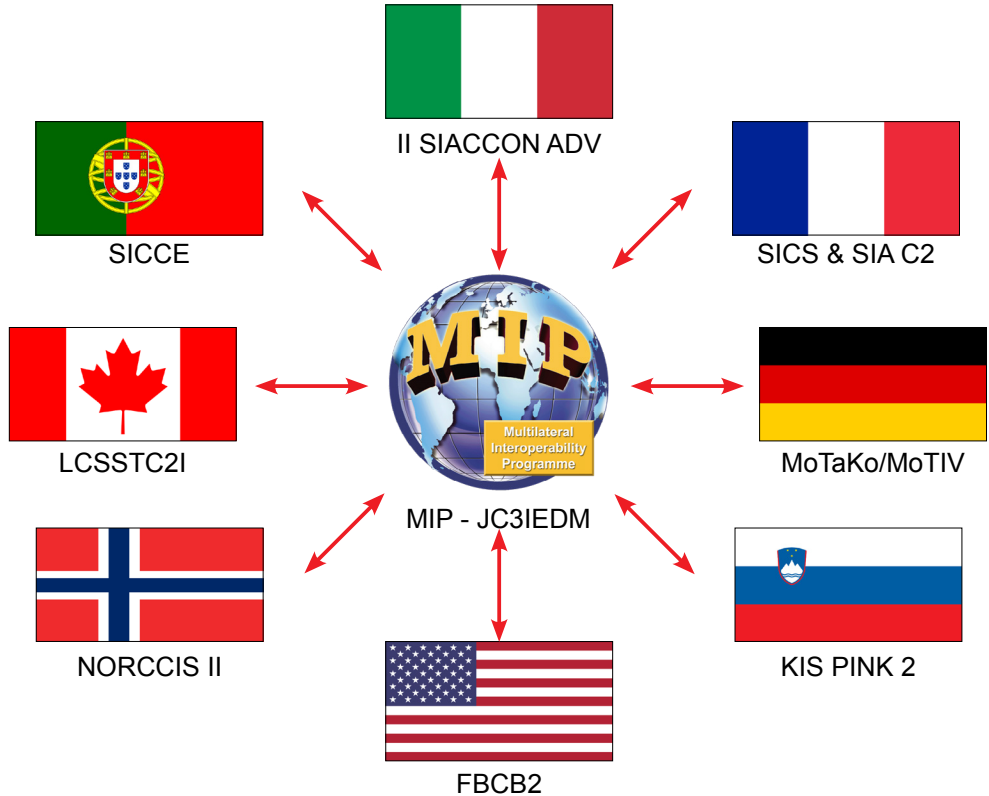 II SIACCON ADV
SICCE
SICS & SIA C2
MIP
Multilateral
Interoperability
Programme
LCSSTC2I
MoTaKo/MoTIV
MIP - JC3IEDM
NORCCIS II
KIS PINK 2
FBCB2